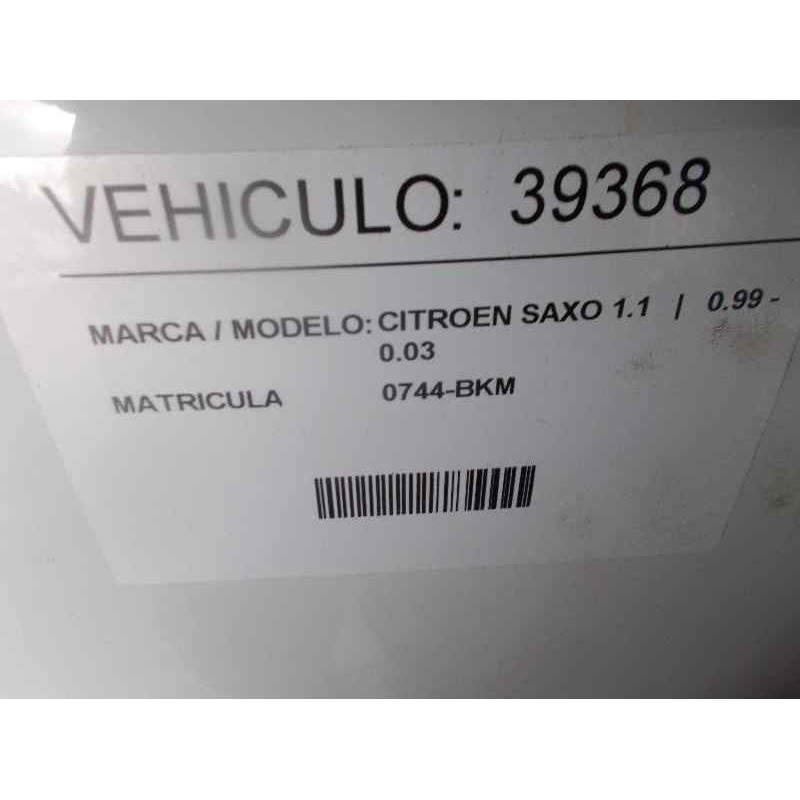 VEHICULO: 39368
MARCA / MODELO: CITROEN SAXO 1.1 | 0.99 -
0.03
MATRICULA 0744-BKM